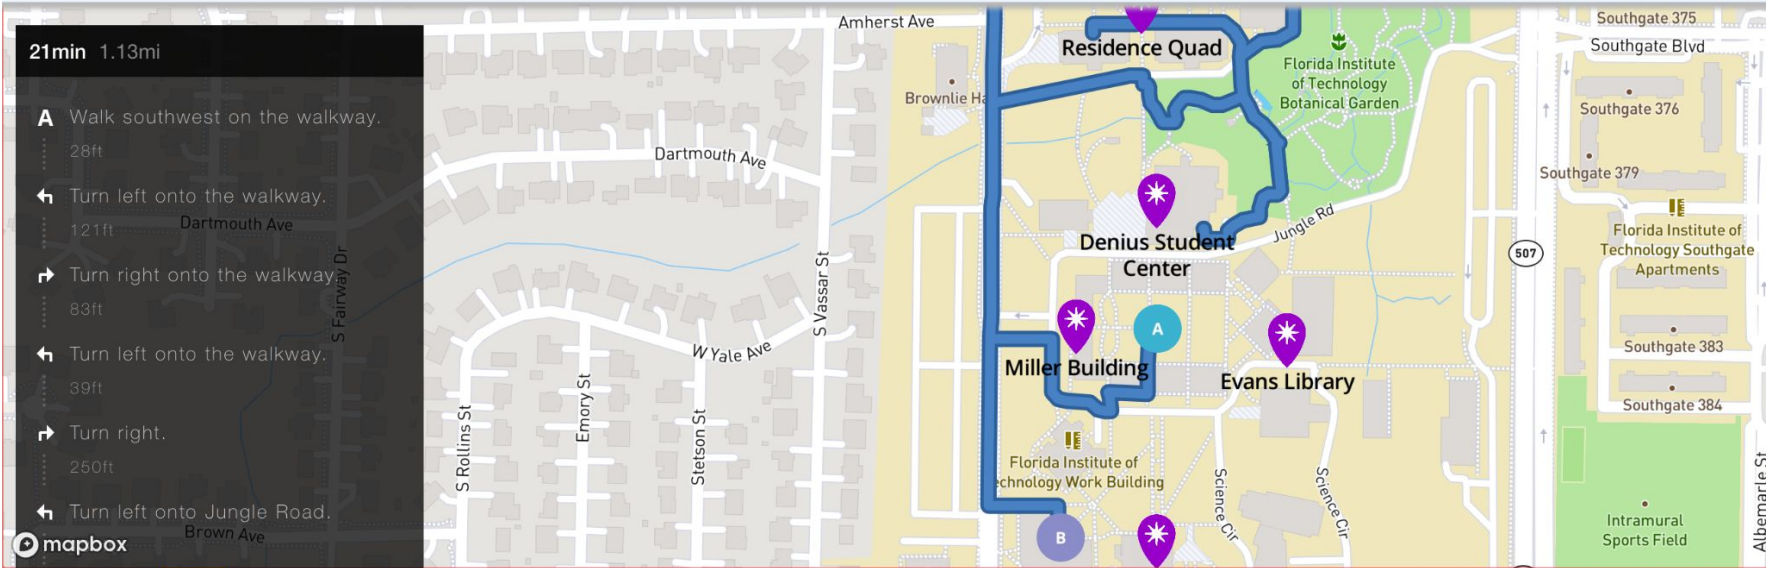 21min 1.13mi
A Walk southwest on the walkway.
28ft
Turn left onto the walkway.
121ft
Turn right onto the walkway.
83ft
Turn left onto the walkway.
39ft
Turn right.
250ft
Turn left onto Jungle Road.
mapbox
Dartmouth Ave
S Fairway Dr
Brown Ave
Amherst Ave
Dartmouth Ave
S Vassar St
W Yale Ave
S Rollins St
Emory St
Stetson St
Brownlie Ha
Residence Quad
Florida Institute
of Technology
Botanical Garden
Denius Student
Center
Jungle Rd
Miller Building
A
Evans Library
Florida Institute of
echnology Work Building
B
Science Cir
Science Cir
507
Southgate 375
Southgate Blvd
Southgate 376
Southgate 379
Florida Institute of
Technology Southgate
Apartments
Southgate 383
Southgate 384
Intramural
Sports Field
Albemarle St